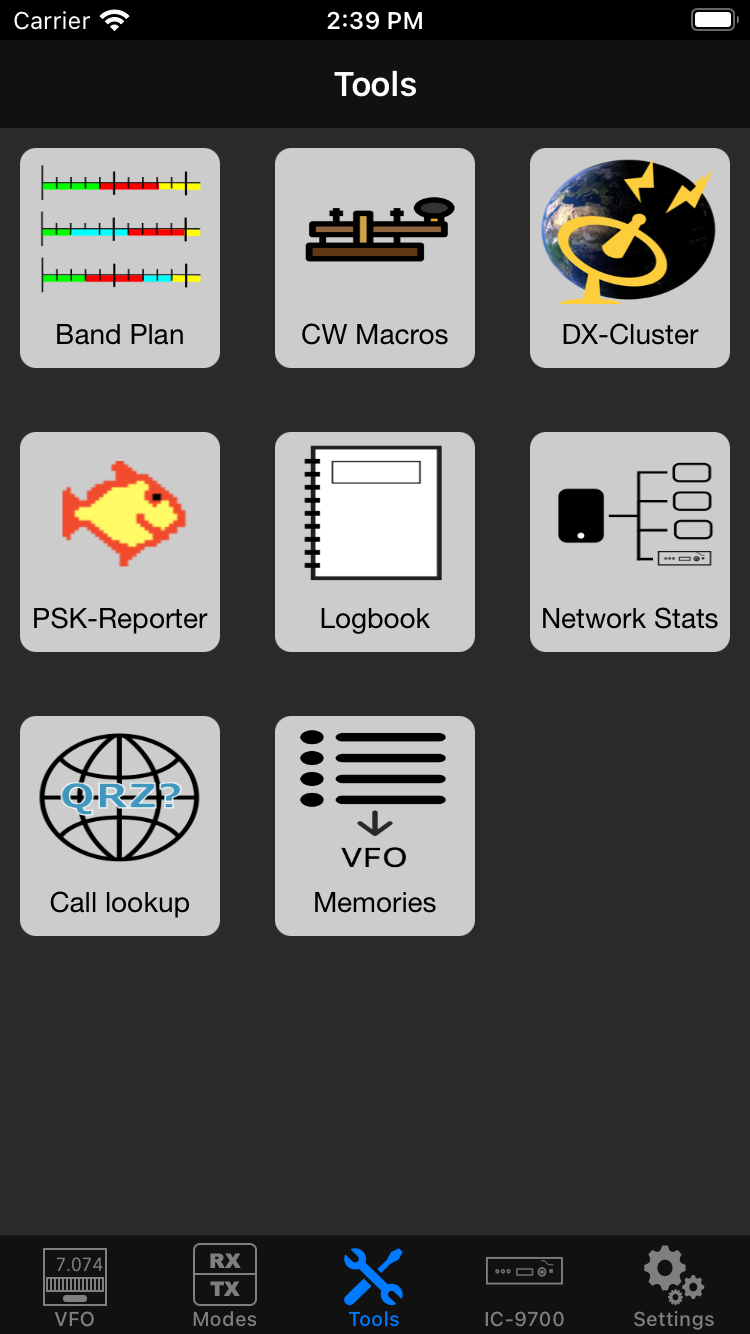 Carrier 2:39 PM
Tools
Band Plan CW Macros DX-Cluster
PSK-Reporter Logbook Network Stats
QRZ?
VFO
Call lookup Memories
7.074 RX
TX
VFO Modes Tools IC-9700 Settings